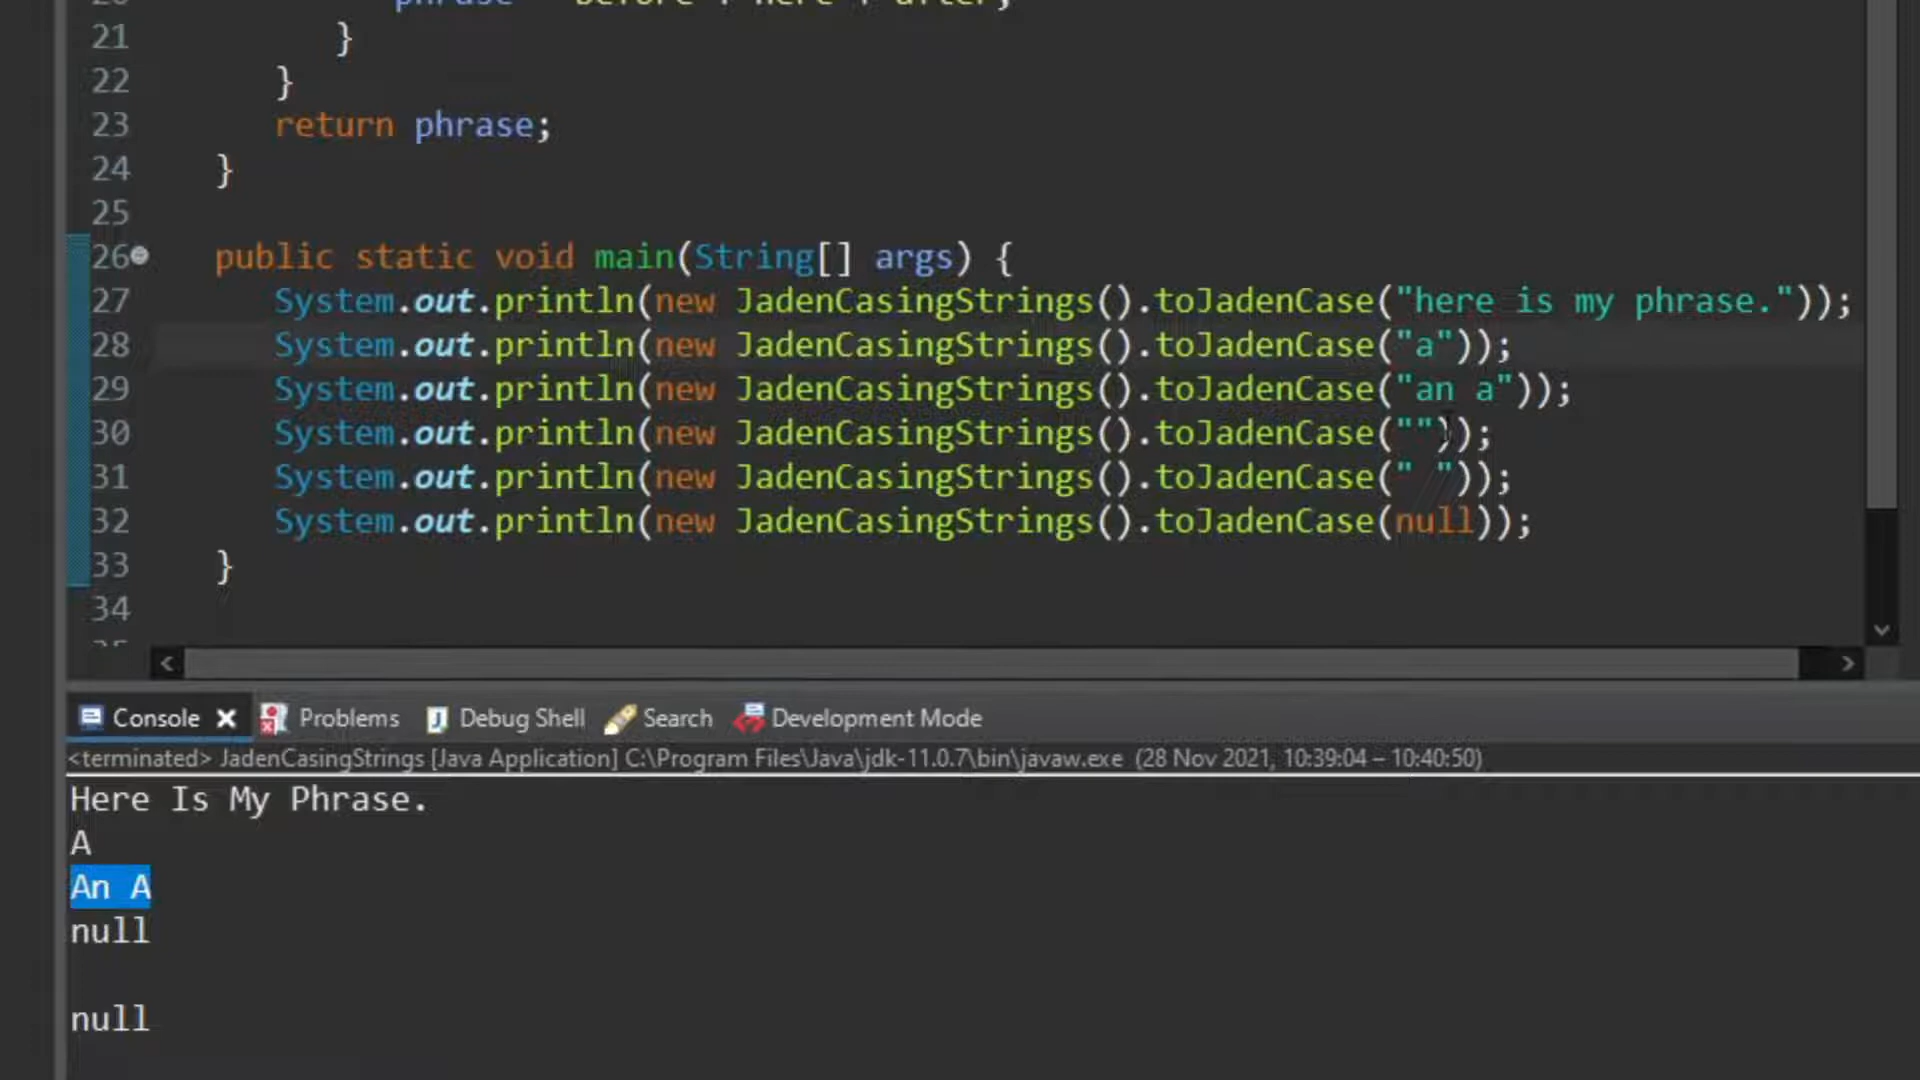 20 phrase = before + here + after;
21 }
22 }
23 return phrase;
24 }
25
26 public static void main(String[] args) {
27 System.out.println(new JadenCasingStrings().toJadenCase("here is my phrase."));
28 System.out.println(new JadenCasingStrings().toJadenCase("a"));
29 System.out.println(new JadenCasingStrings().toJadenCase("an a"));
30 System.out.println(new JadenCasingStrings().toJadenCase(""));
31 System.out.println(new JadenCasingStrings().toJadenCase(" "));
32 System.out.println(new JadenCasingStrings().toJadenCase(null));
33 }
34
Console Problems Debug Shell Search Development Mode
<terminated> JadenCasingStrings [Java Application] C:\Program Files\Java\jdk-11.0.7\bin\javaw.exe (28 Nov 2021, 10:39:04 – 10:40:50)
Here Is My Phrase.
A
An A
null
null